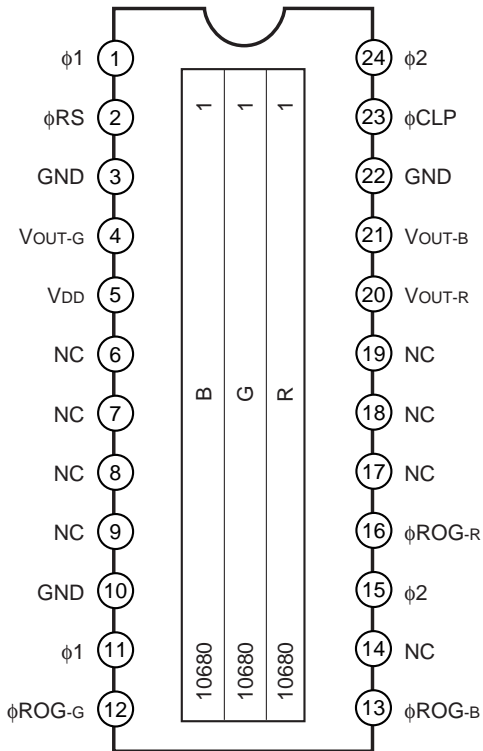 φ1 1 24 φ2
φRS 2 1 1 1 23 φCLP
GND 3 22 GND
VOUT-G 4 21 VOUT-B
VDD 5 20 VOUT-R
NC 6 19 NC
NC 7 B G R 18 NC
NC 8 17 NC
NC 9 16 φROG-R
GND 10 15 φ2
φ1 11 10680 10680 10680 14 NC
φROG-G 12 13 φROG-B